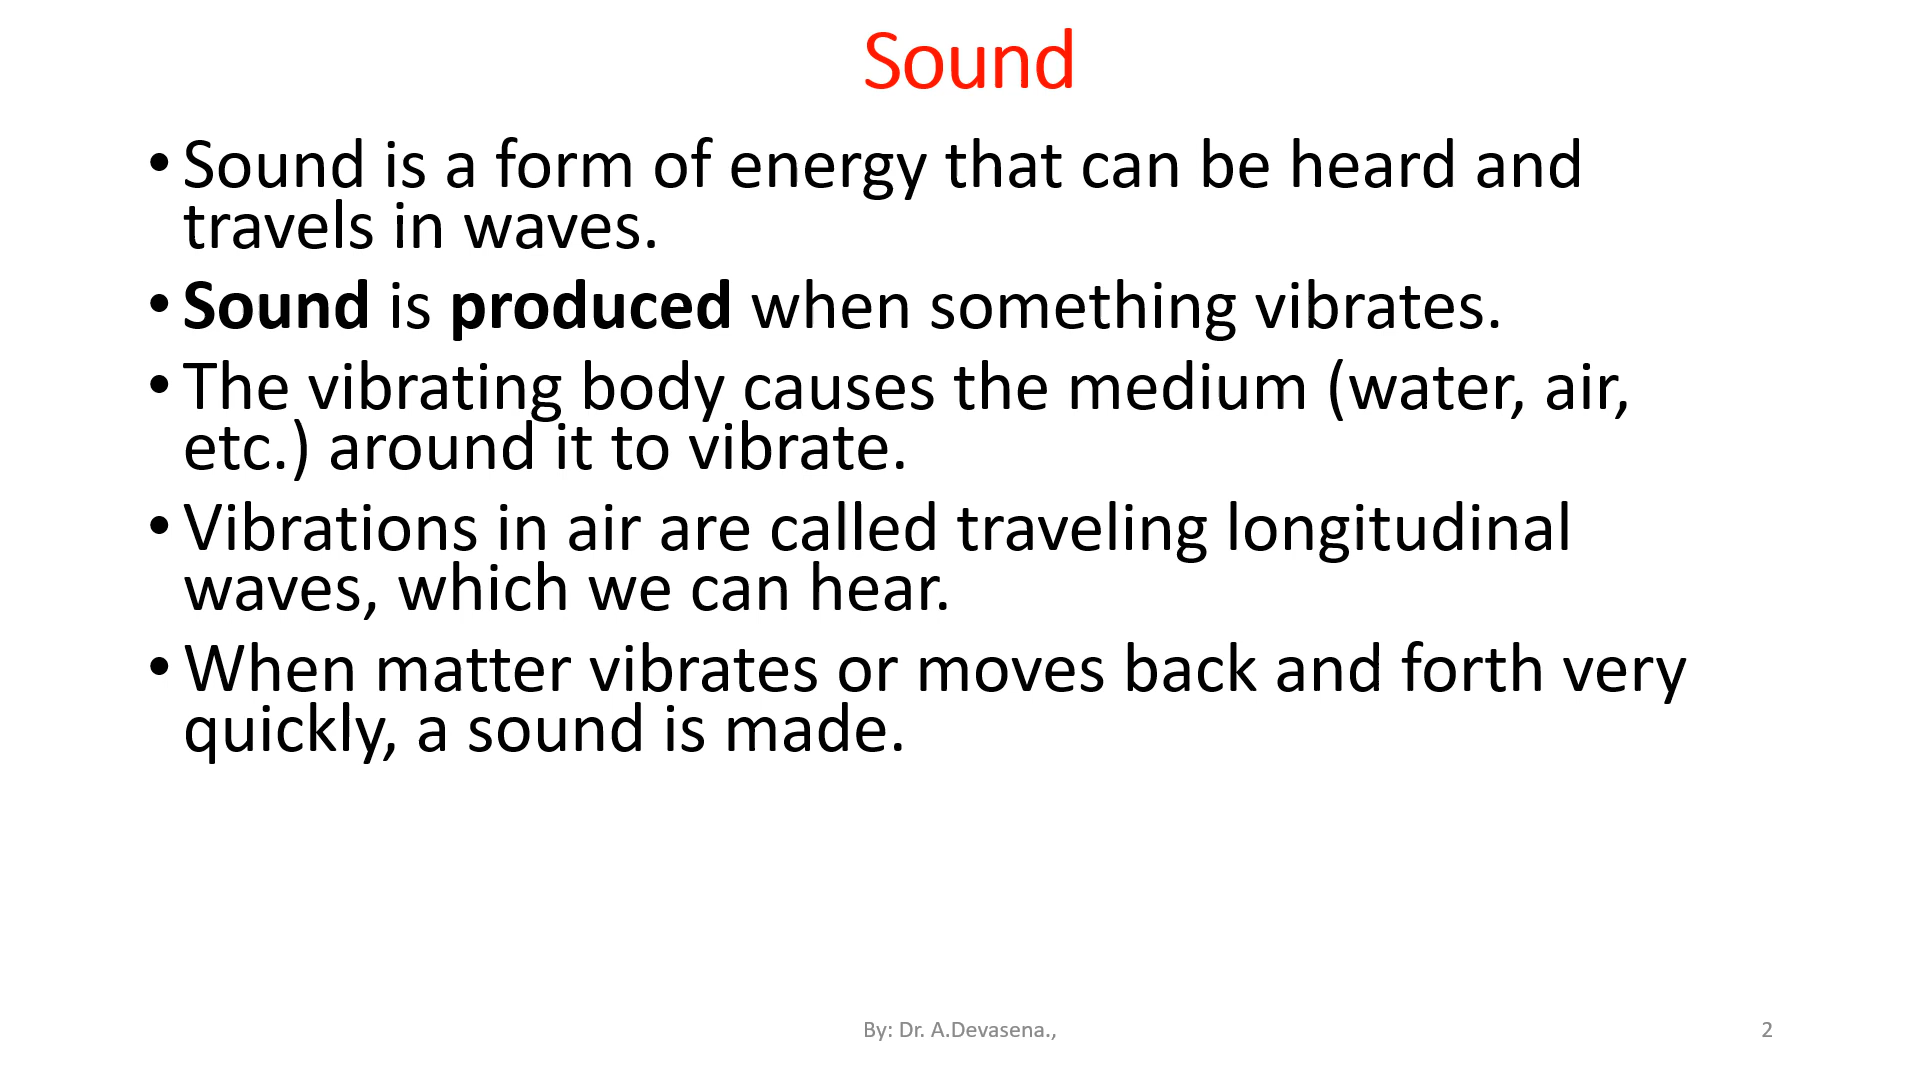 Sound
• Sound is a form of energy that can be heard and
travels in waves.
• Sound is produced when something vibrates.
• The vibrating body causes the medium (water, air,
etc.) around it to vibrate.
• Vibrations in air are called traveling longitudinal
waves, which we can hear.
• When matter vibrates or moves back and forth very
quickly, a sound is made.
By: Dr. A.Devasena.,
2